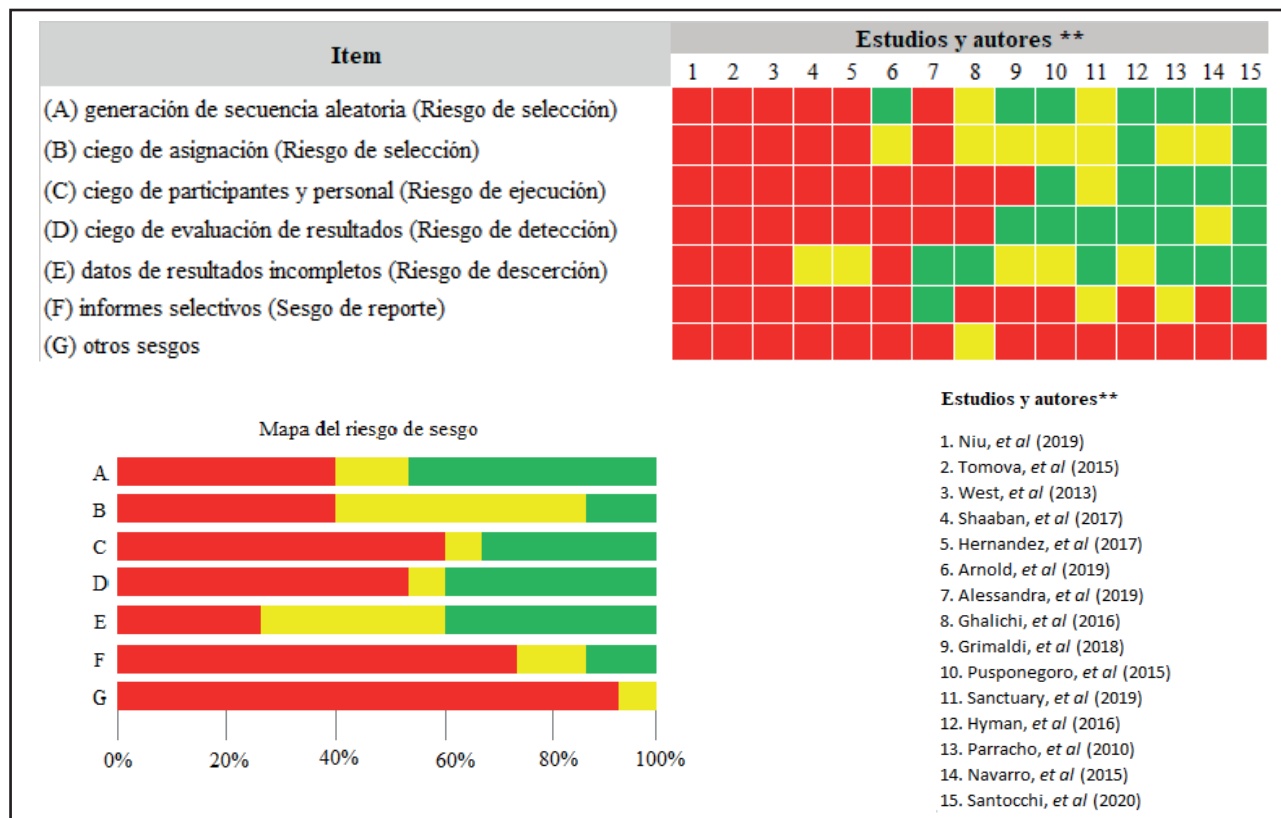 Item
Estudios y autores **
1 2 3 4 5 6 7 8 9 10 11 12 13 14 15
(A) generación de secuencia aleatoria (Riesgo de selección)
(B) ciego de asignación (Riesgo de selección)
(C) ciego de participantes y personal (Riesgo de ejecución)
(D) ciego de evaluación de resultados (Riesgo de detección)
(E) datos de resultados incompletos (Riesgo de descerción)
(F) informes selectivos (Sesgo de reporte)
(G) otros sesgos
Mapa del riesgo de sesgo
A
B
C
D
E
F
G
0% 20% 40% 60% 80% 100%
Estudios y autores**
1. Niu, et al (2019)
2. Tomova, et al (2015)
3. West, et al (2013)
4. Shaaban, et al (2017)
5. Hernandez, et al (2017)
6. Arnold, et al (2019)
7. Alessandra, et al (2019)
8. Ghalichi, et al (2016)
9. Grimaldi, et al (2018)
10. Pusponegoro, et al (2015)
11. Sanctuary, et al (2019)
12. Hyman, et al (2016)
13. Parracho, et al (2010)
14. Navarro, et al (2015)
15. Santocchi, et al (2020)